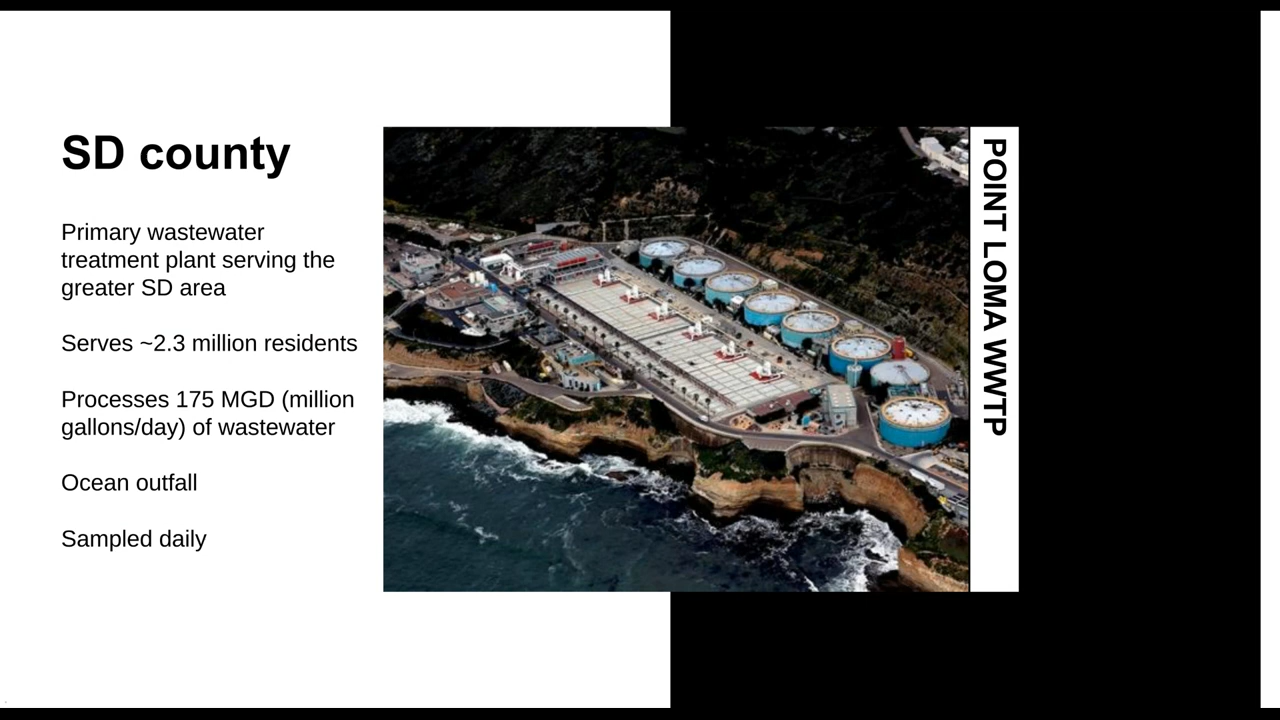 SD county
Primary wastewater
treatment plant serving the
greater SD area
Serves ~2.3 million residents
Processes 175 MGD (million
gallons/day) of wastewater
Ocean outfall
Sampled daily
POINT LOMA WWTP